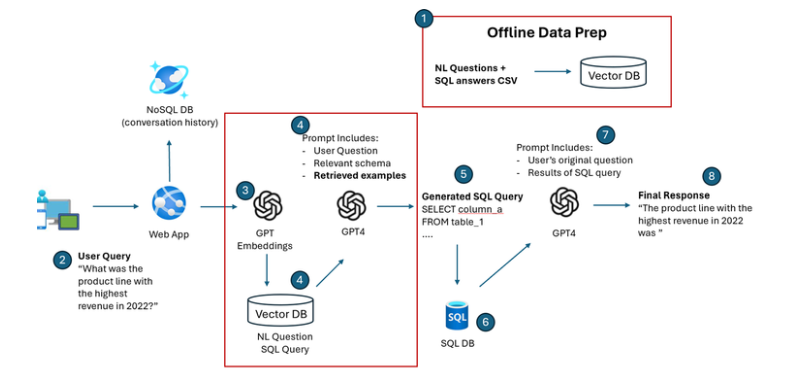 1
Offline Data Prep
NL Questions +
SQL answers CSV
Vector DB
NoSQL DB
(conversation history)
4
Prompt Includes:
- User Question
- Relevant schema
- Retrieved examples
7
Prompt Includes:
- User's original question
- Results of SQL query
3
5
8
Generated SQL Query
SELECT column_a
FROM table_1
....
Final Response
“The product line with the
highest revenue in 2022
was ”
Web App
GPT
Embeddings
GPT4
GPT4
2
User Query
“What was the
product line with
the highest
revenue in 2022?”
4
Vector DB
NL Question
SQL Query
SQL
6
SQL DB